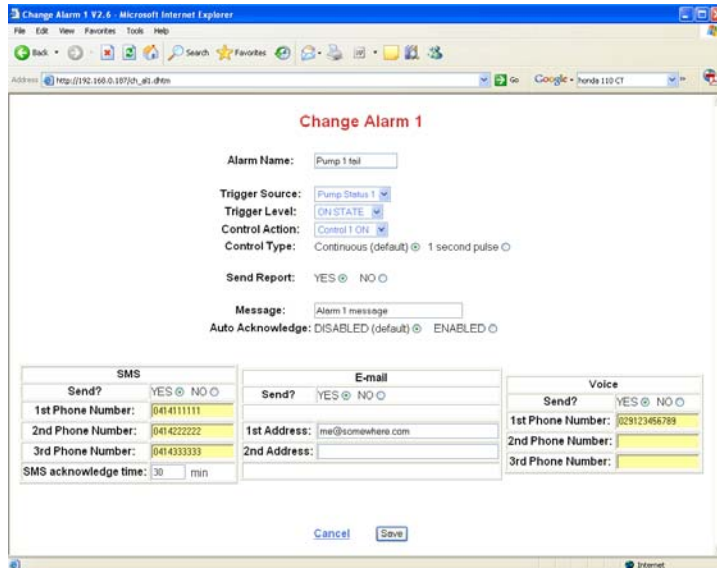 Change Alarm 1 V2.6 - Microsoft Internet Explorer
File Edit View Favorites Tools Help
Back Search Favorites
Address http://192.168.0.187/ch_al1.dhtm Go Google honda 110 CT
Change Alarm 1
Alarm Name: Pump 1 fail
Trigger Source: Pump Status 1
Trigger Level: ON STATE
Control Action: Control 1 ON
Control Type: Continuous (default) 1 second pulse
Send Report: YES NO
Message: Alarm 1 message
Auto Acknowledge: DISABLED (default) ENABLED
SMS
Send? YES NO
1st Phone Number: 0414111111
2nd Phone Number: 0414222222
3rd Phone Number: 0414333333
SMS acknowledge time: 30 min
E-mail
Send? YES NO
1st Address: me@somewhere.com
2nd Address:
Voice
Send? YES NO
1st Phone Number: 029123456789
2nd Phone Number:
3rd Phone Number:
Cancel Save
Internet